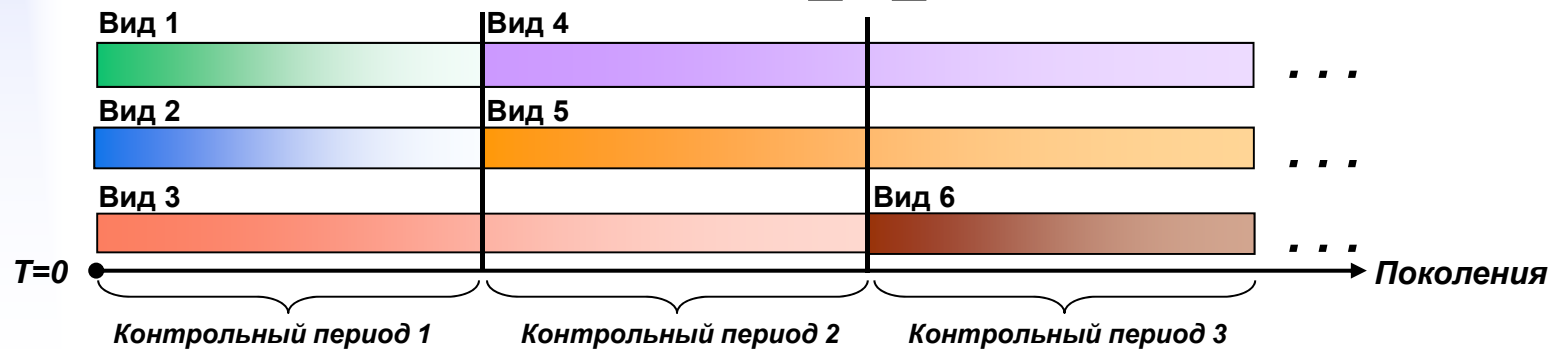 Вид 1 Вид 4
. . .
Вид 2 Вид 5
. . .
Вид 3 Вид 6
. . .
T=0 Поколения
Контрольный период 1 Контрольный период 2 Контрольный период 3